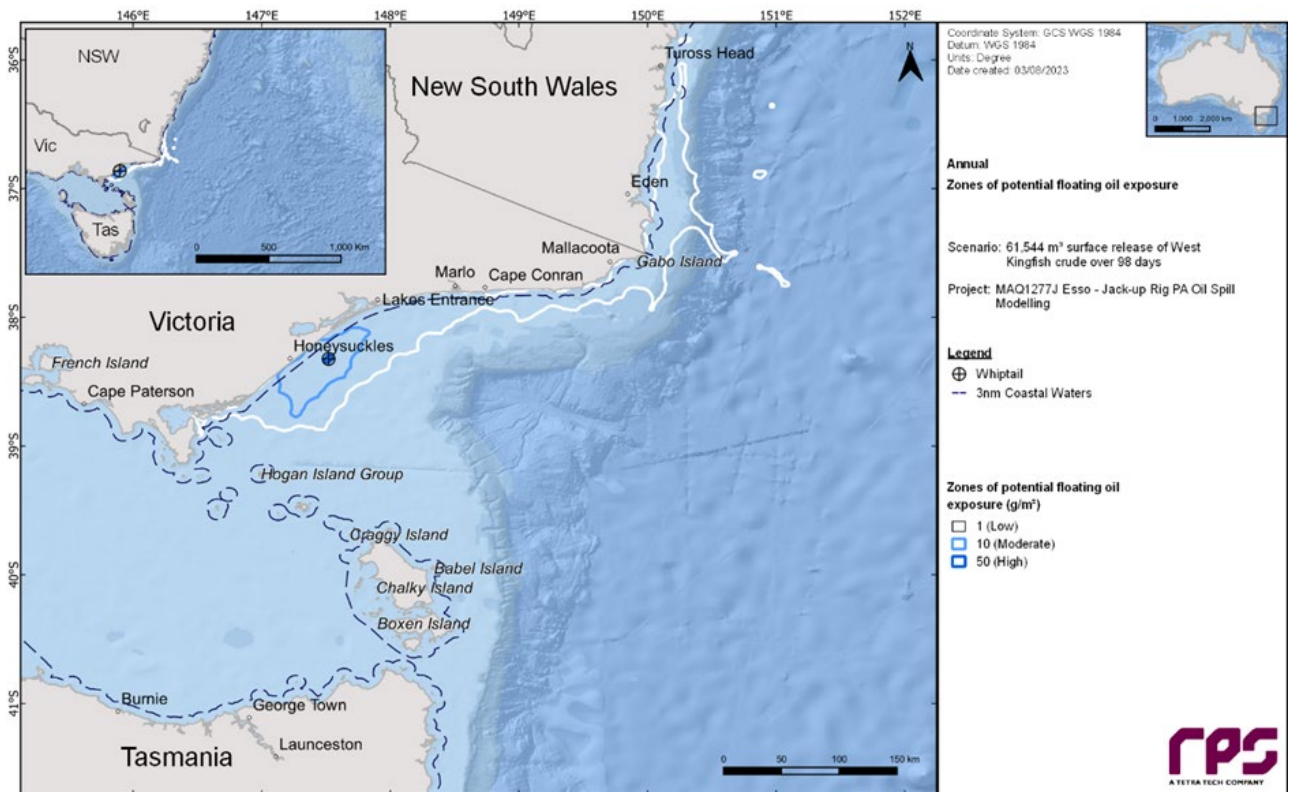 146°E 147°E 148°E 149°E 150°E 151°E 152°E
36°S
37°S
38°S
39°S
40°S
41°S
NSW
Vic
Tas
0 500 1,000 Km
New South Wales
Tuross Head
N
Eden
Mallacoota
Gabo Island
Marlo
Cape Conran
Lakes Entrance
Victoria
Honeysuckles
French Island
Cape Paterson
Hogan Island Group
Craggy Island
Babel Island
Chalky Island
Boxen Island
Burnie
George Town
Launceston
Tasmania
0 50 100 150 km
Coordinate System: GCS WGS 1984
Datum: WGS 1984
Units: Degree
Date created: 03/08/2023
0 1,000 2,000 km
Annual
Zones of potential floating oil exposure
Scenario: 61,544 m³ surface release of West
Kingfish crude over 98 days
Project: MAQ1277J Esso - Jack-up Rig PA Oil Spill
Modelling
Legend
Whiptail
3nm Coastal Waters
Zones of potential floating oil
exposure (g/m²)
1 (Low)
10 (Moderate)
50 (High)
rps
A TETRA TECH COMPANY